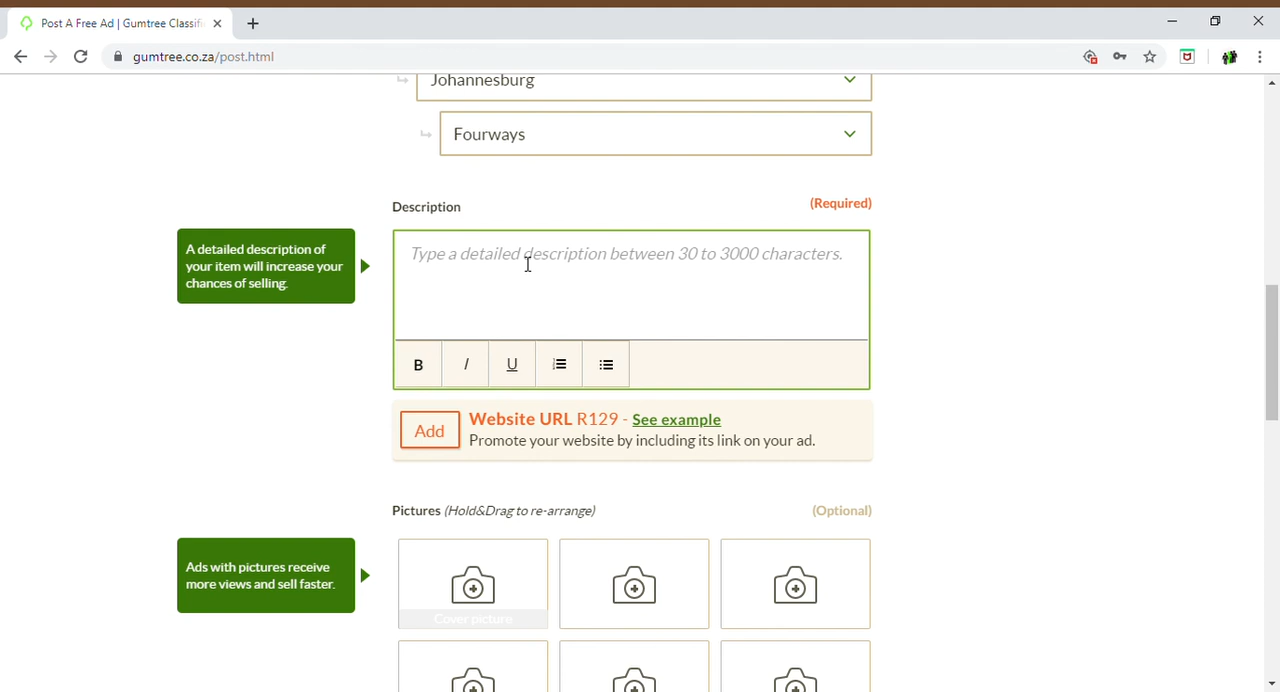 Post A Free Ad | Gumtree Classifi
gumtree.co.za/post.html
Johannesburg
Fourways
Description
(Required)
A detailed description of
your item will increase your
chances of selling.
Type a detailed description between 30 to 3000 characters.
B I U
Add
Website URL R129 - See example
Promote your website by including its link on your ad.
Pictures (Hold&Drag to re-arrange)
(Optional)
Ads with pictures receive
more views and sell faster.
Cover picture